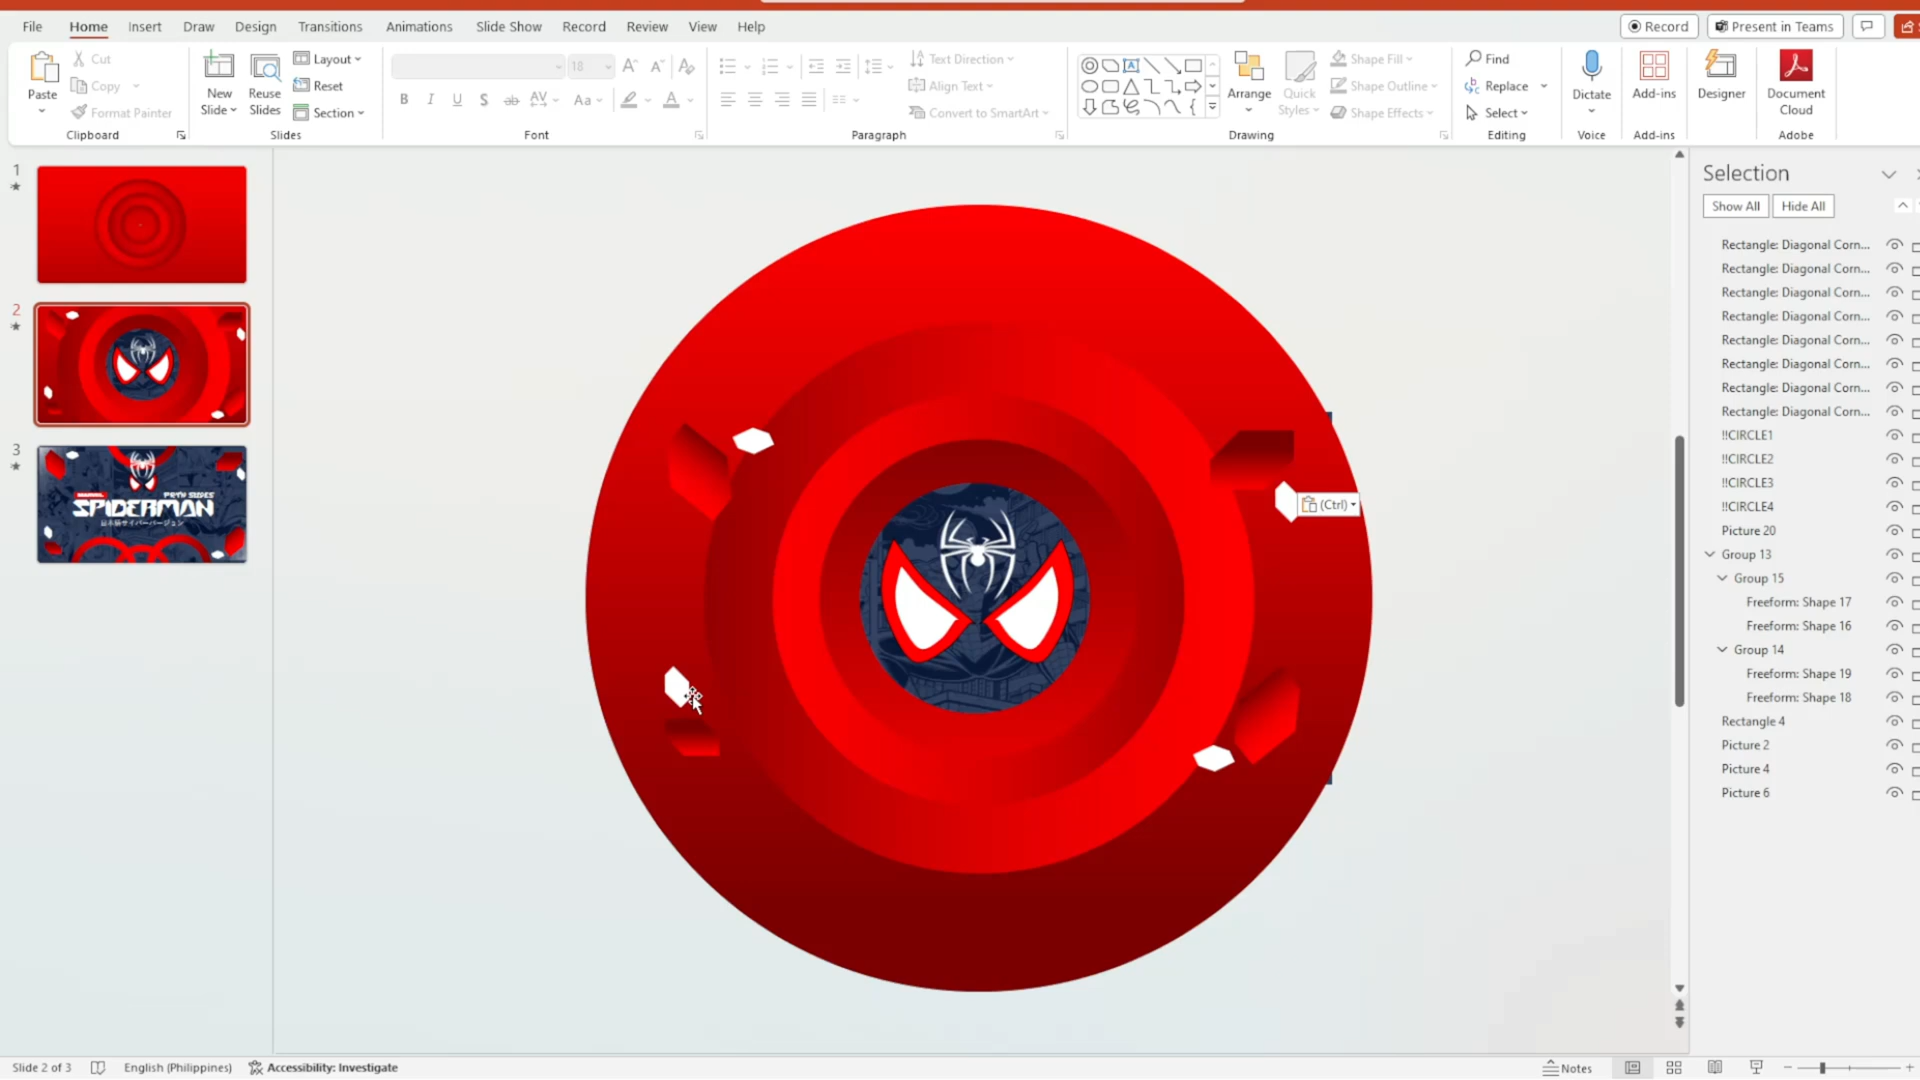 File Home Insert Draw Design Transitions Animations Slide Show Record Review View Help
Record Present in Teams
Paste Cut Copy Format Painter Clipboard
New Slide Reuse Slides Layout Reset Section Slides
18 B I U S ab AV Aa A Font
Text Direction Align Text Convert to SmartArt Paragraph
Arrange Quick Styles Shape Fill Shape Outline Shape Effects Drawing
Find Replace Select Editing
Dictate Voice
Add-ins Add-ins
Designer
Document Cloud Adobe
1
2
3
MARVEL
PRTN SLIDES
SPIDERMAN
(Ctrl)
Selection
Show All Hide All
Rectangle: Diagonal Corn...
Rectangle: Diagonal Corn...
Rectangle: Diagonal Corn...
Rectangle: Diagonal Corn...
Rectangle: Diagonal Corn...
Rectangle: Diagonal Corn...
Rectangle: Diagonal Corn...
Rectangle: Diagonal Corn...
!!CIRCLE1
!!CIRCLE2
!!CIRCLE3
!!CIRCLE4
Picture 20
Group 13
Group 15
Freeform: Shape 17
Freeform: Shape 16
Group 14
Freeform: Shape 19
Freeform: Shape 18
Rectangle 4
Picture 2
Picture 4
Picture 6
Slide 2 of 3 English (Philippines) Accessibility: Investigate Notes